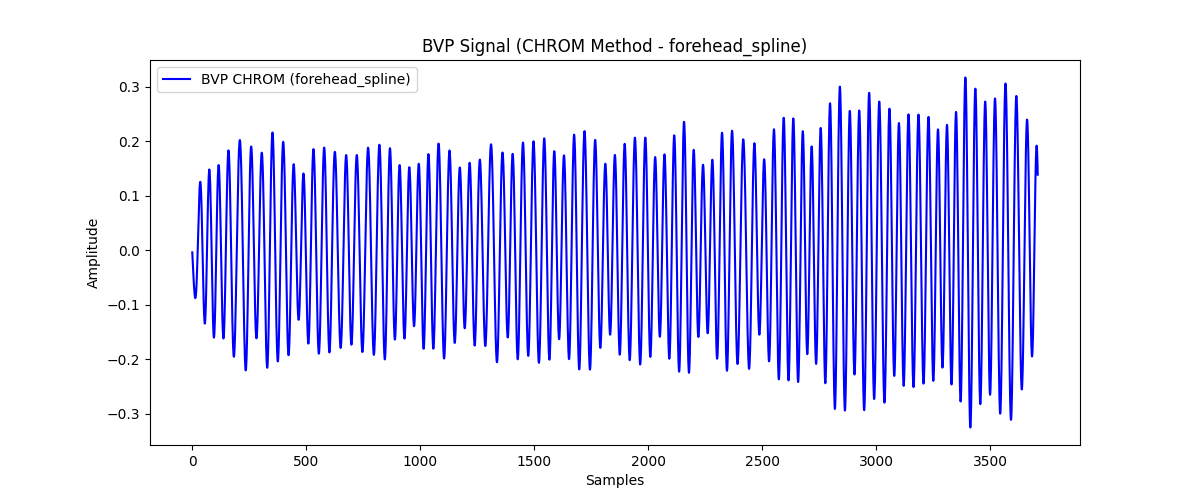 BVP Signal (CHROM Method - forehead_spline)
BVP CHROM (forehead_spline)
0.3
0.2
0.1
0.0
−0.1
−0.2
−0.3
Amplitude
0 500 1000 1500 2000 2500 3000 3500
Samples